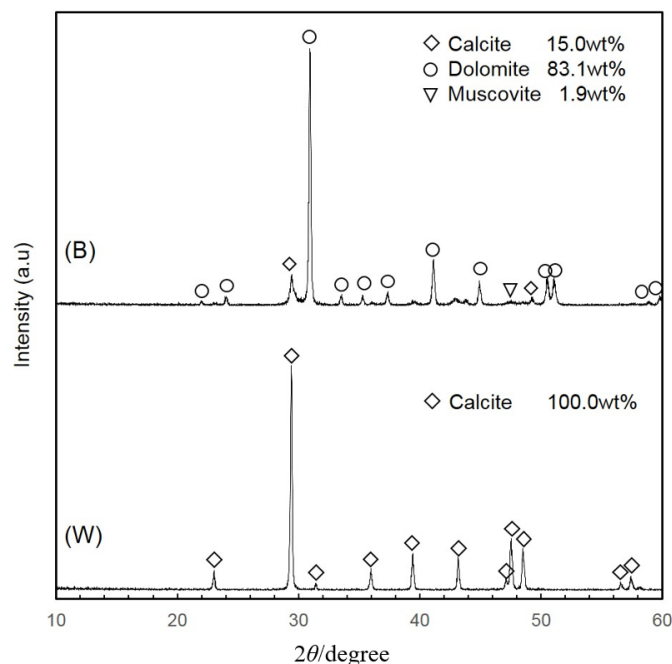 Calcite 15.0wt%
Dolomite 83.1wt%
Muscovite 1.9wt%
(B)
Intensity (a.u)
Calcite 100.0wt%
(W)
10 20 30 40 50 60
2θ/degree